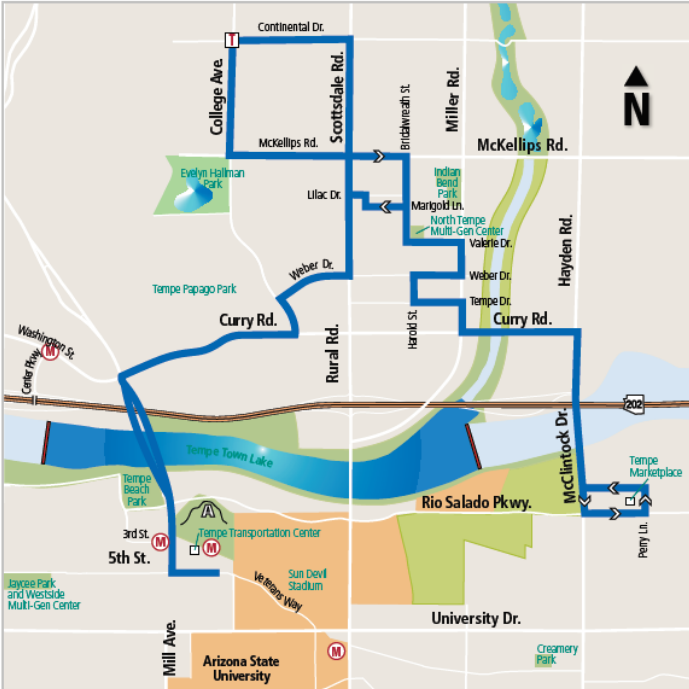 Continental Dr.
T
College Ave.
Scottsdale Rd.
Bridalwreath St.
Miller Rd.
N
McKellips Rd.
McKellips Rd.
Evelyn Hallman
Park
Lilac Dr.
Indian
Bend
Park
Marigold Ln.
North Tempe
Multi-Gen Center
Valerie Dr.
Hayden Rd.
Weber Dr.
Weber Dr.
Tempe Papago Park
Tempe Dr.
Harold St.
Curry Rd.
Curry Rd.
Rural Rd.
Washington St.
M
Center Pkwy.
202
McClintock Dr.
Tempe Town Lake
Tempe
Marketplace
Tempe
Beach
Park
Rio Salado Pkwy.
A
3rd St.
M
Tempe Transportation Center
M
Perry Ln.
5th St.
Veterans Way
Sun Devil
Stadium
Jaycee Park
and Westside
Multi-Gen Center
University Dr.
Mill Ave.
M
Creamery
Park
Arizona State
University